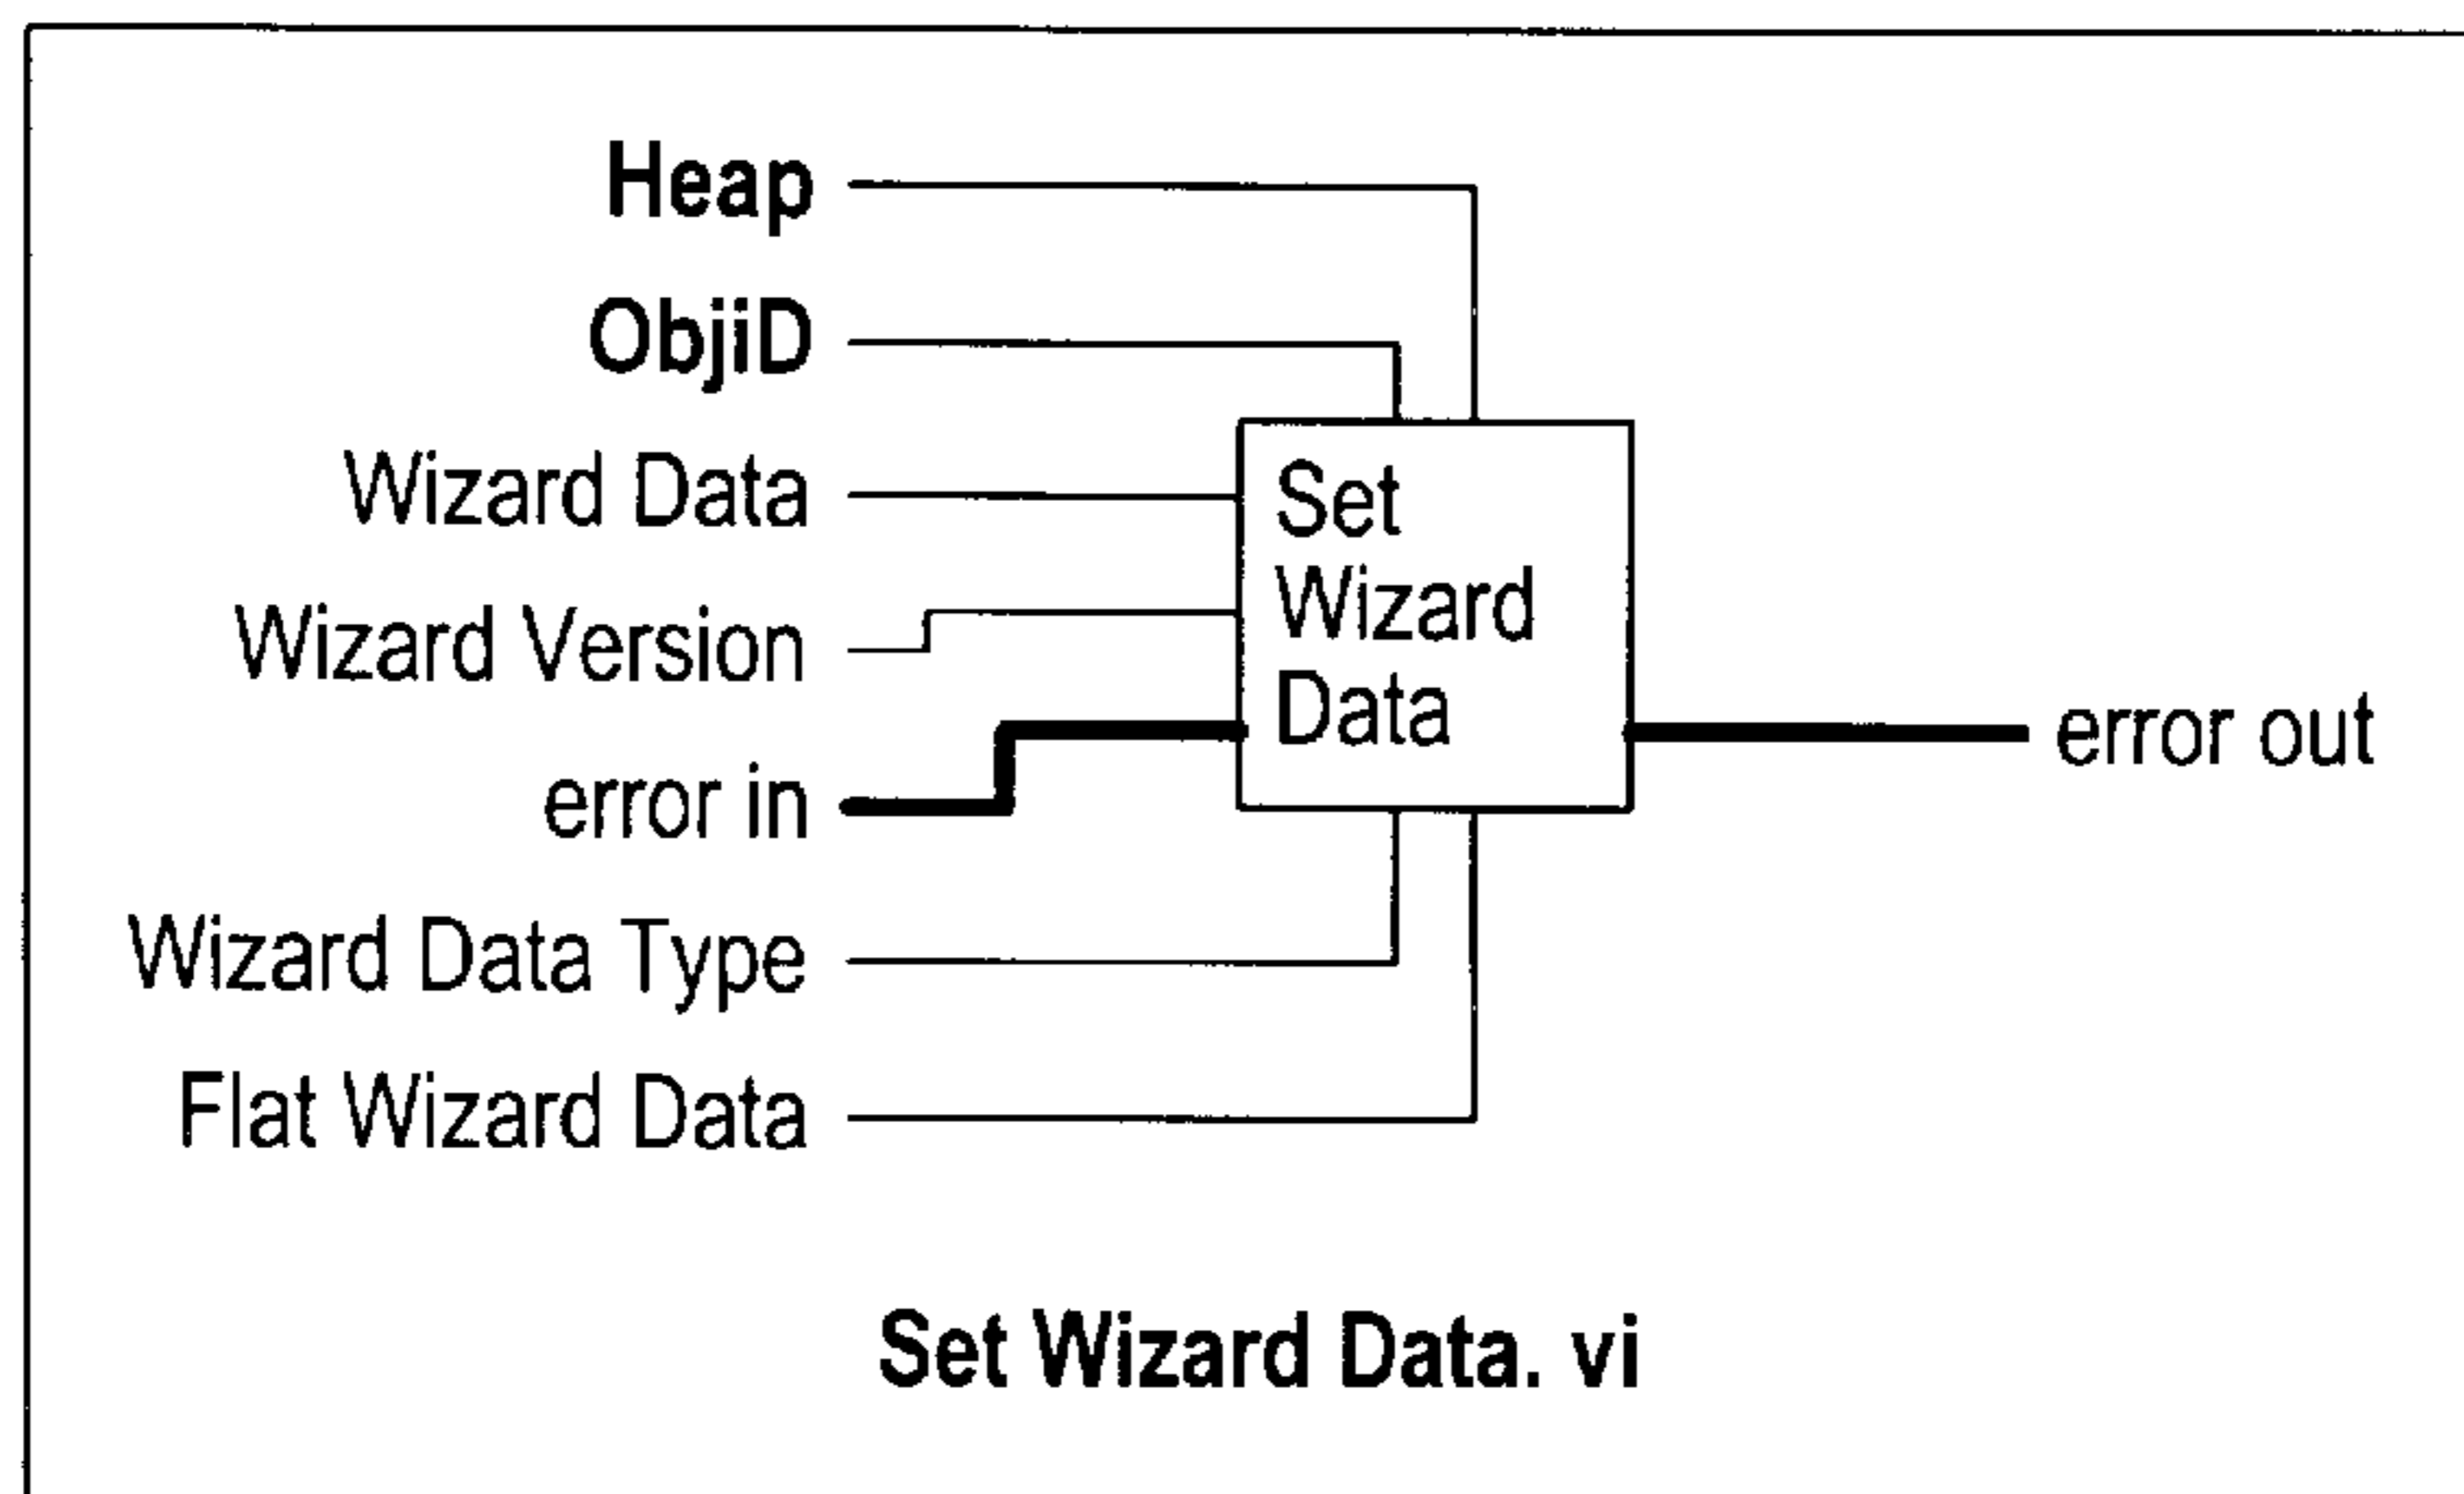 Heap
ObjiD
Wizard Data
Wizard Version
error in
Wizard Data Type
Flat Wizard Data
Set
Wizard
Data
error out
Set Wizard Data. vi